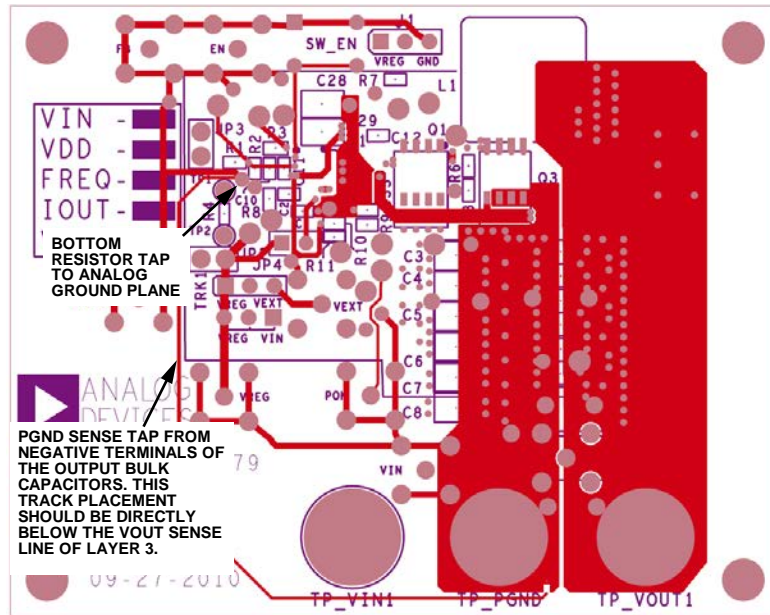 J1
EN
SW_EN
VREG GND
C28
R7
L1
VIN -
VDD -
FREQ -
IOUT -
JP3
R1
R2
C12
Q1
R6
Q3
C10
R8
TP2
R9
R10
BOTTOM
RESISTOR TAP
TO ANALOG
GROUND PLANE
JP4
R11
TRK1
C3
C4
VREG VEXT
VEXT
C5
VREG VIN
C6
C7
C8
ANALOG
DEVICES
VREG
PGND SENSE TAP FROM
NEGATIVE TERMINALS OF
THE OUTPUT BULK
CAPACITORS. THIS
TRACK PLACEMENT
SHOULD BE DIRECTLY
BELOW THE VOUT SENSE
LINE OF LAYER 3.
79
VIN
09-27-2010
TP_VIN1
TP_PGND
TP_VOUT1